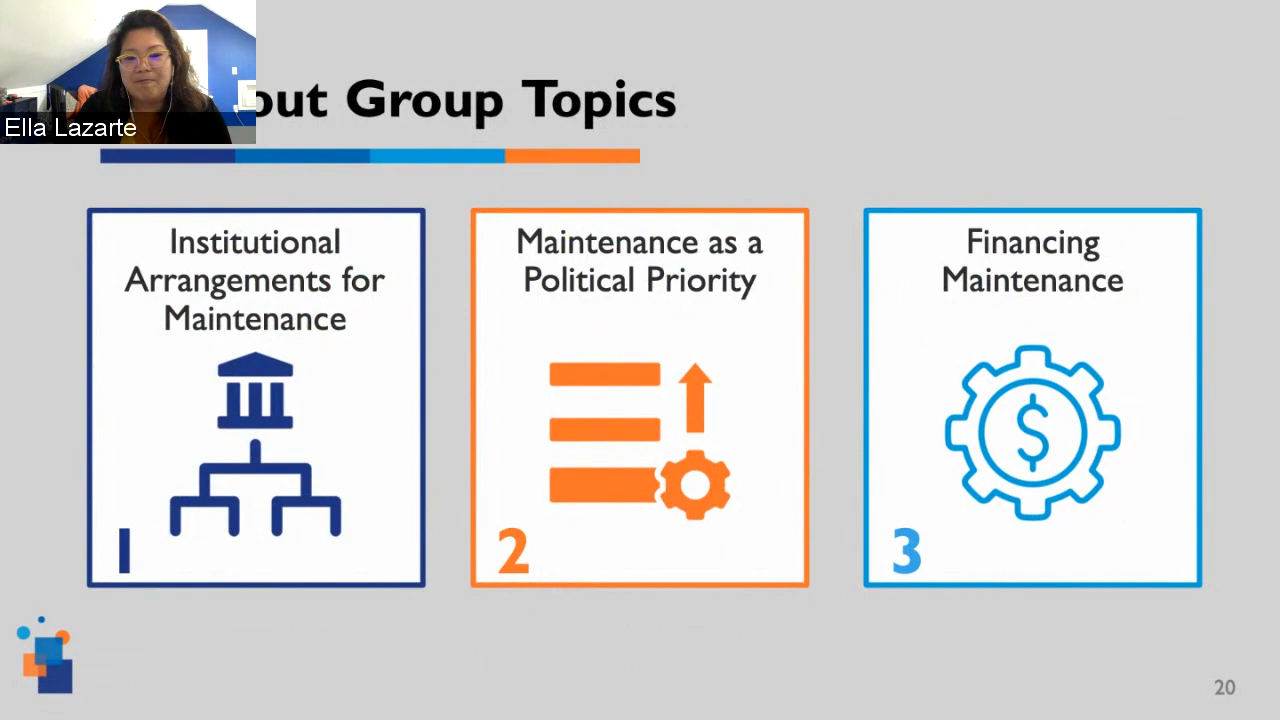 Ella Lazarte
out Group Topics
Institutional
Arrangements for
Maintenance
1
Maintenance as a
Political Priority
2
Financing
Maintenance
$
3
20